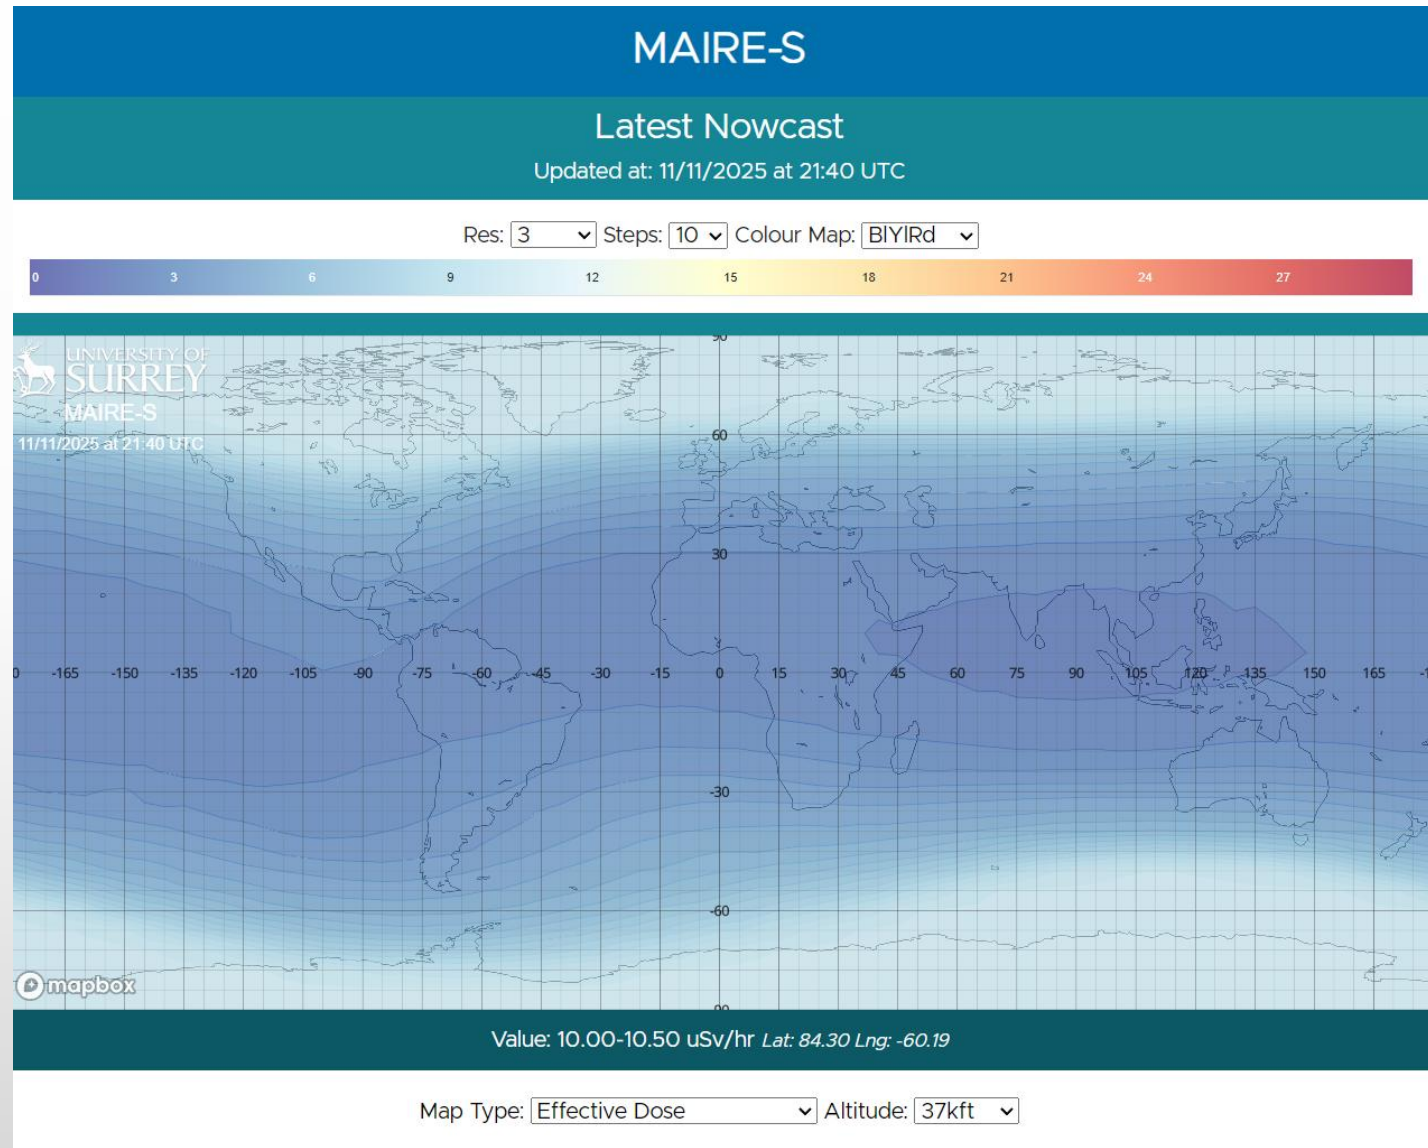 MAIRE-S
Latest Nowcast
Updated at: 11/11/2025 at 21:40 UTC
Res: 3 Steps: 10 Colour Map: BlYlRd
0 3 6 9 12 15 18 21 24 27
UNIVERSITY OF
SURREY
MAIRE-S
11/11/2025 at 21:40 UTC
90
60
30
0 -165 -150 -135 -120 -105 -90 -75 -60 -45 -30 -15 0 15 30 45 60 75 90 105 120 135 150 165 -1
-30
-60
mapbox
-90
Value: 10.00-10.50 uSv/hr Lat: 84.30 Lng: -60.19
Map Type: Effective Dose Altitude: 37kft